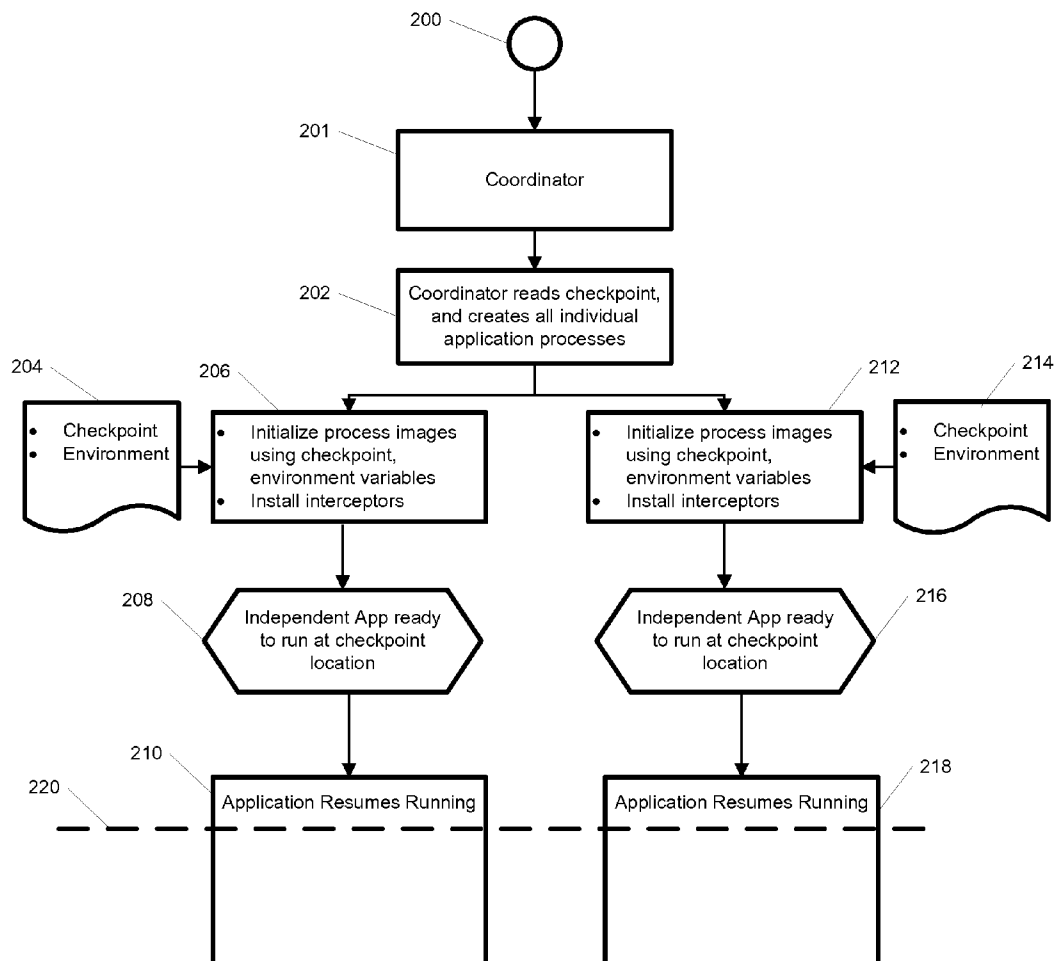 200
201
Coordinator
202
Coordinator reads checkpoint,
and creates all individual
application processes
204
206
212
214
• Checkpoint
• Environment
• Initialize process images
using checkpoint,
environment variables
• Install interceptors
• Initialize process images
using checkpoint,
environment variables
• Install interceptors
• Checkpoint
• Environment
208
Independent App ready
to run at checkpoint
location
Independent App ready
to run at checkpoint
location
216
210
218
220
Application Resumes Running
Application Resumes Running